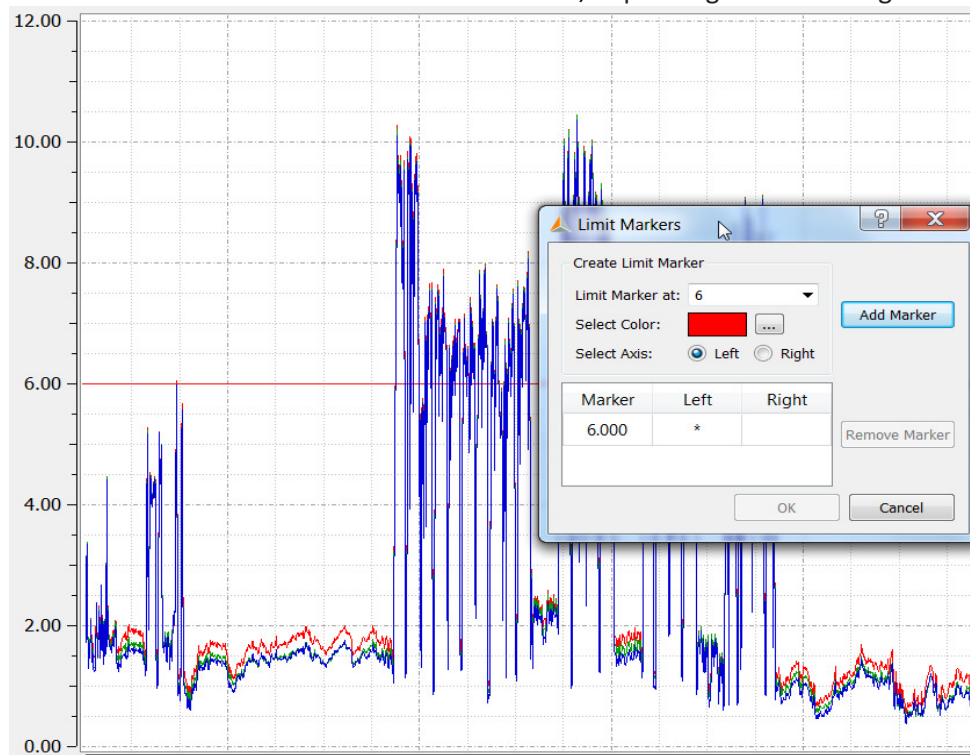 12.00
10.00
8.00
6.00
4.00
2.00
0.00
Limit Markers
?
X
Create Limit Marker
Limit Marker at: 6
Select Color: ...
Select Axis: Left Right
Add Marker
Marker Left Right
6.000 *
Remove Marker
OK Cancel